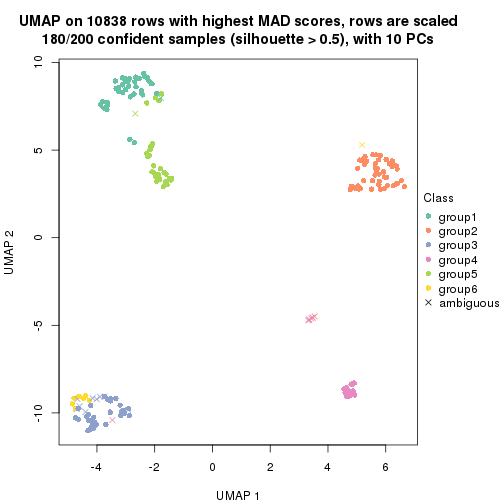 UMAP on 10838 rows with highest MAD scores, rows are scaled
180/200 confident samples (silhouette > 0.5), with 10 PCs
10
5
0
-5
-10
UMAP 2
-4
-2
0
2
4
6
UMAP 1
Class
group1
group2
group3
group4
group5
group6
ambiguous